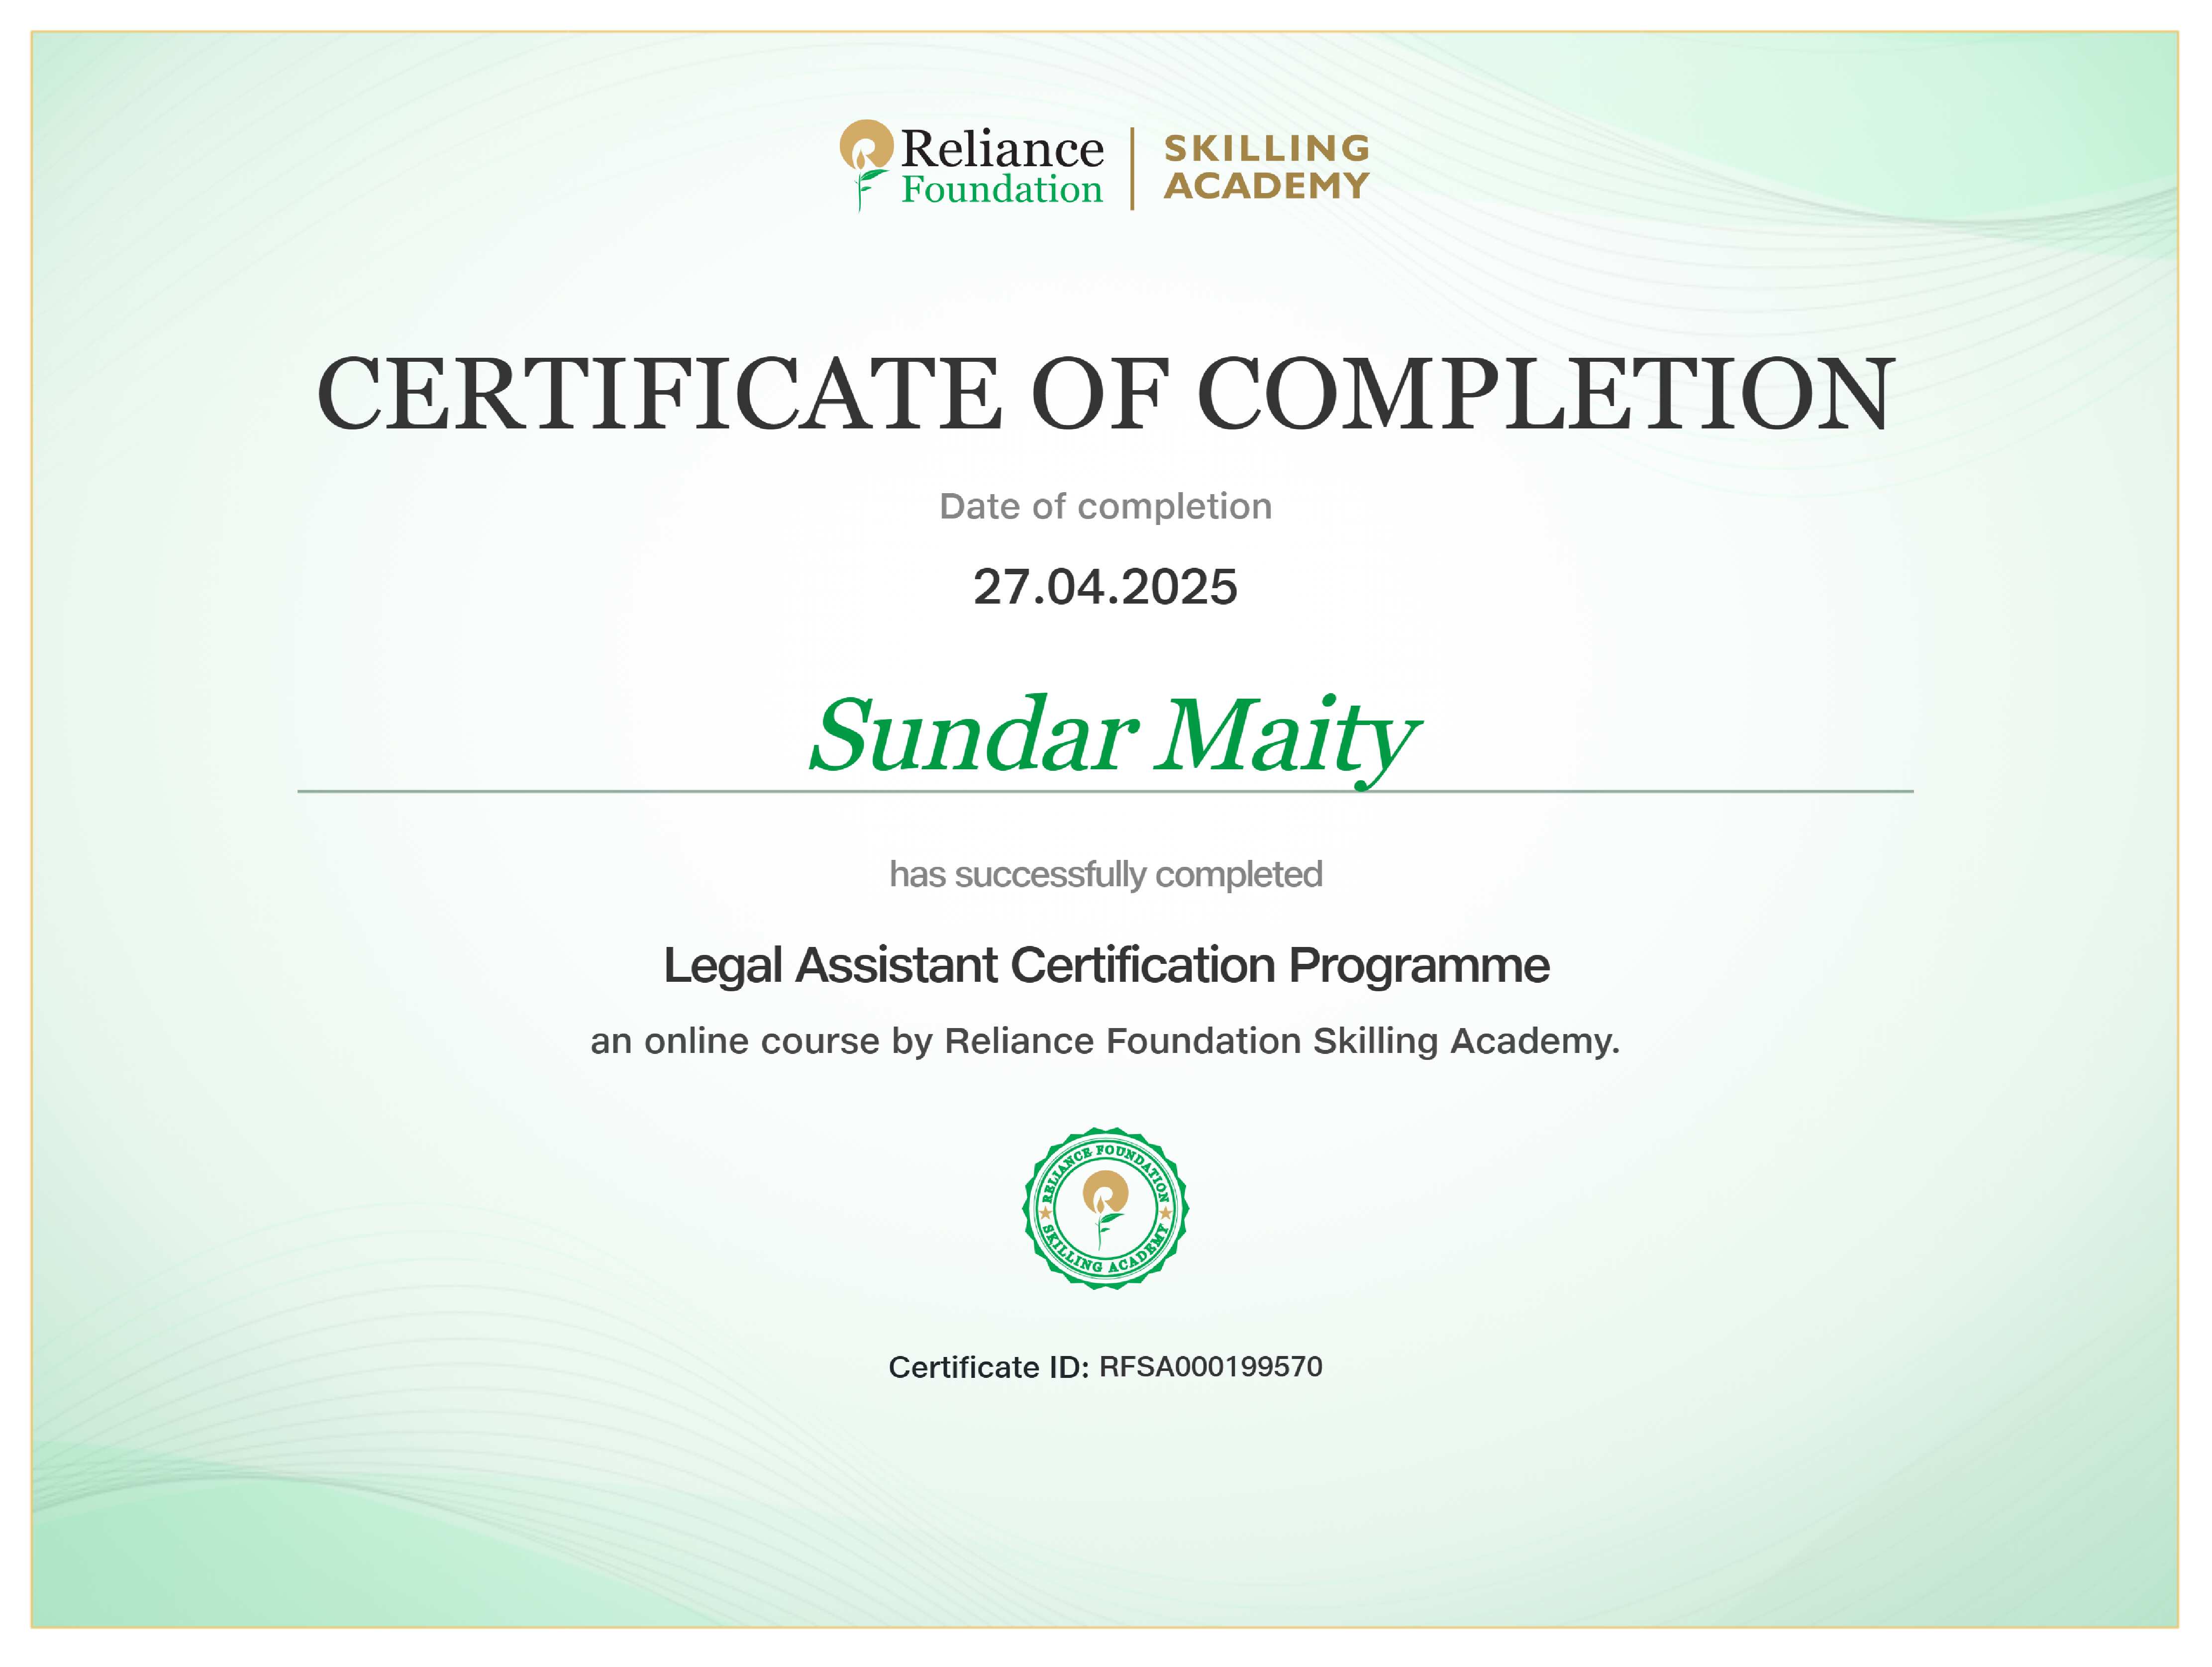 Reliance
Foundation
SKILLING
ACADEMY
CERTIFICATE OF COMPLETION
Date of completion
27.04.2025
Sundar Maity
has successfully completed
Legal Assistant Certification Programme
an online course by Reliance Foundation Skilling Academy.
RELIANCE FOUNDATION
SKILLING ACADEMY
Certificate ID: RFSA000199570